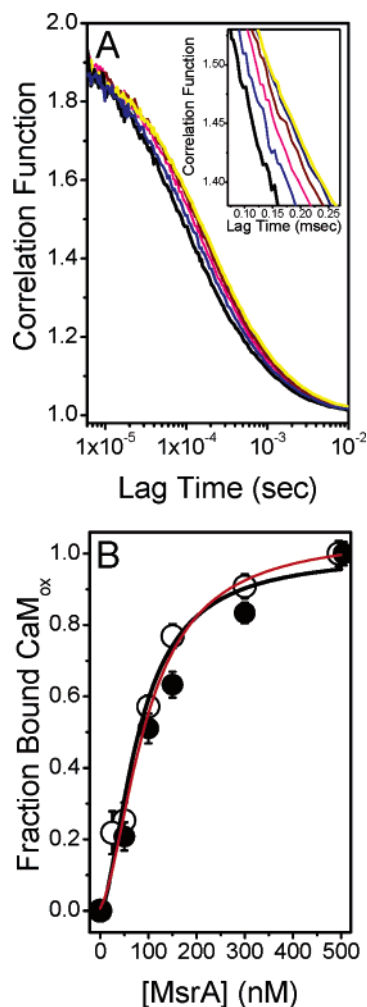 A
2.0
1.8
1.6
1.4
1.2
1.0
Correlation Function
1x10⁻⁵
1x10⁻⁴
10⁻³
10⁻²
Lag Time (sec)
1.50
1.45
1.40
Correlation Function
0.10
0.15
0.20
0.25
Lag Time (msec)
B
1.0
0.8
0.6
0.4
0.2
0.0
Fraction Bound CaMₒₓ
0
100
200
300
400
500
[MsrA] (nM)